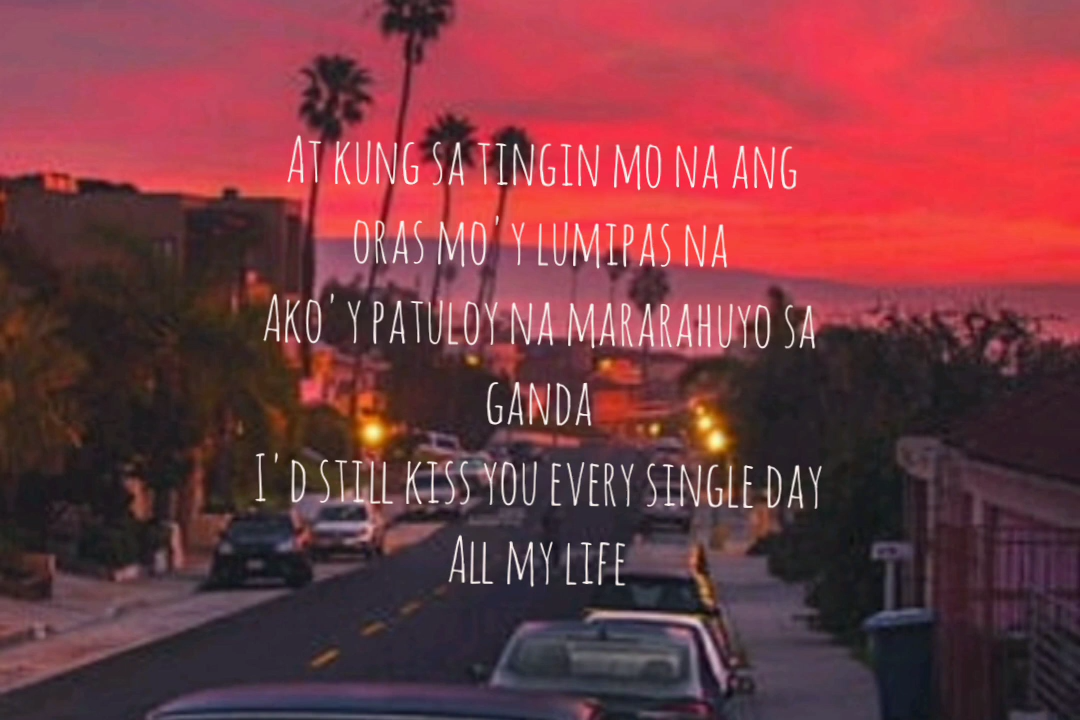 At kung sa tingin mo na ang
oras mo'y lumipas na
Ako'y patuloy na mararahuyo sa
ganda
I'd still kiss you every single day
All my life